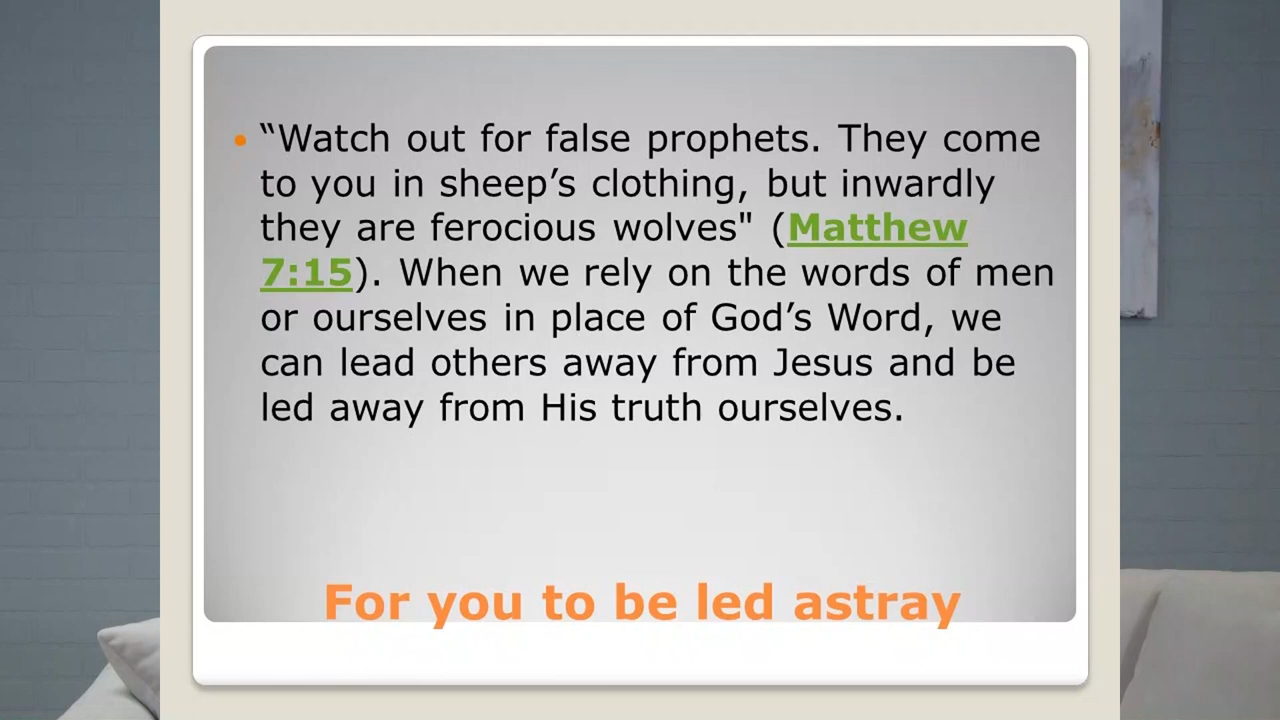 • “Watch out for false prophets. They come
to you in sheep’s clothing, but inwardly
they are ferocious wolves" (Matthew
7:15). When we rely on the words of men
or ourselves in place of God’s Word, we
can lead others away from Jesus and be
led away from His truth ourselves.
For you to be led astray